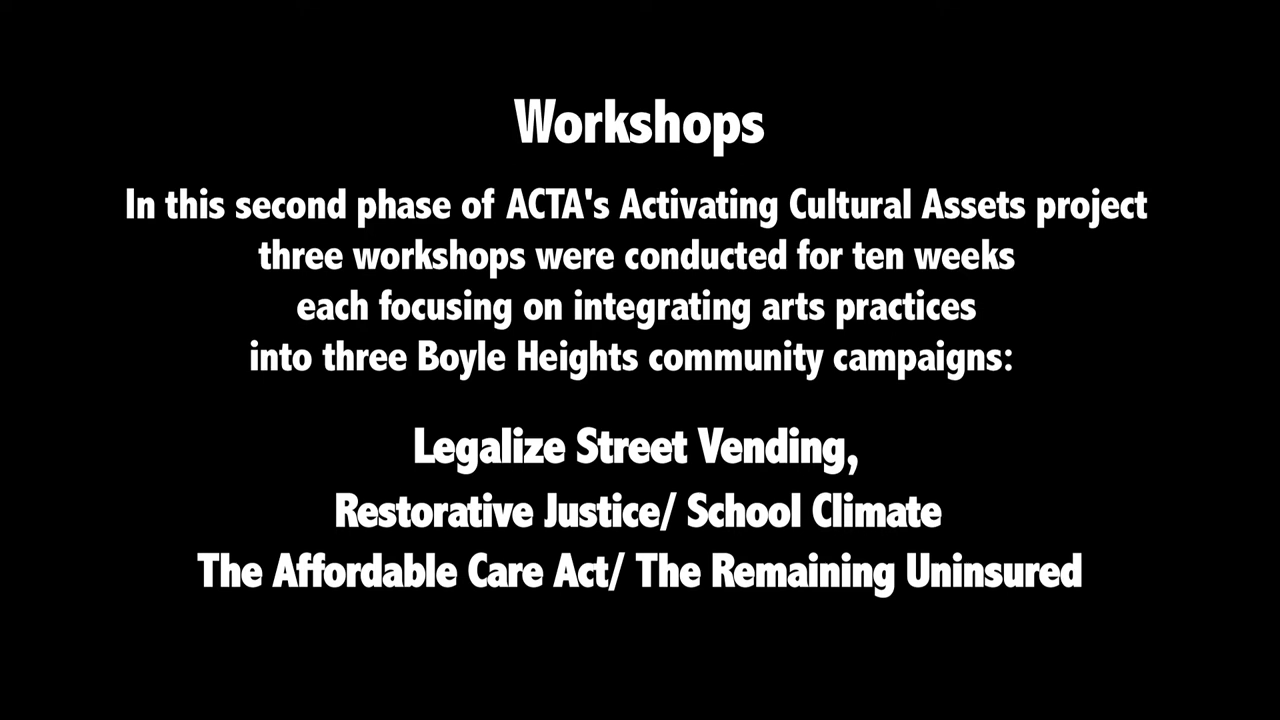 Workshops
In this second phase of ACTA's Activating Cultural Assets project
three workshops were conducted for ten weeks
each focusing on integrating arts practices
into three Boyle Heights community campaigns:
Legalize Street Vending,
Restorative Justice/ School Climate
The Affordable Care Act/ The Remaining Uninsured